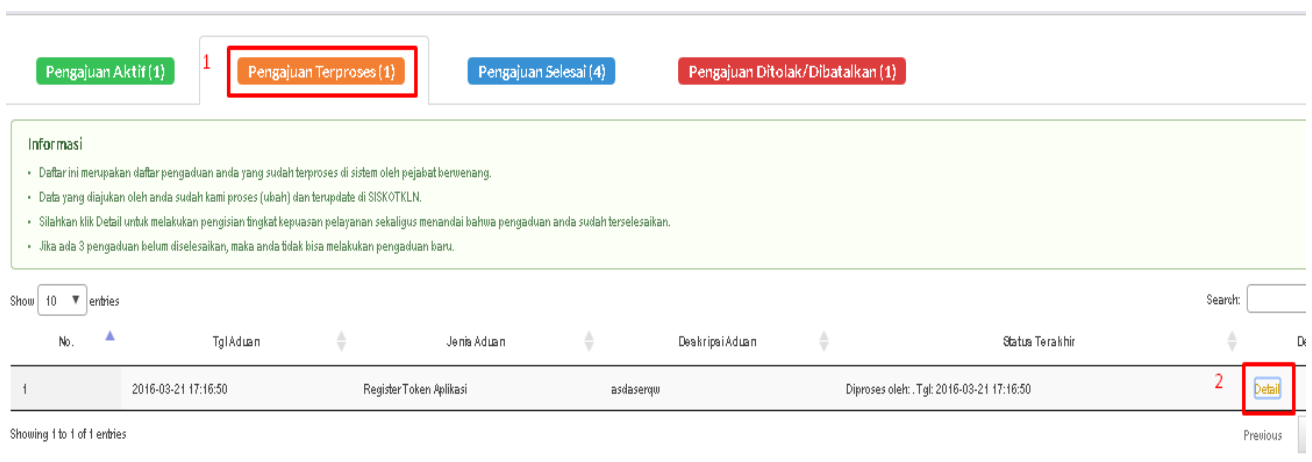 Pengajuan Aktif (1) 1 Pengajuan Terproses (1) Pengajuan Selesai (4) Pengajuan Ditolak/Dibatalkan (1)
Informasi
• Daftar ini merupakan daftar pengaduan anda yang sudah terproses di sistem oleh pejabat berwenang.
• Data yang diajukan oleh anda sudah kami proses (ubah) dan terupdate di SISKOTKLN.
• Silahkan klik Detail untuk melakukan pengisian tingkat kepuasan pelayanan sekaligus menandai bahwa pengaduan anda sudah terselesaikan.
• Jika ada 3 pengaduan belum diselesaikan, maka anda tidak bisa melakukan pengaduan baru.
Show 10 entries Search:
No. Tgl Aduan Jenis Aduan Deskripsi Aduan Status Terakhir De
1 2016-03-21 17:16:50 Register Token Aplikasi asdaserqw Diproses oleh: . Tgl: 2016-03-21 17:16:50 2 Detail
Showing 1 to 1 of 1 entries Previous